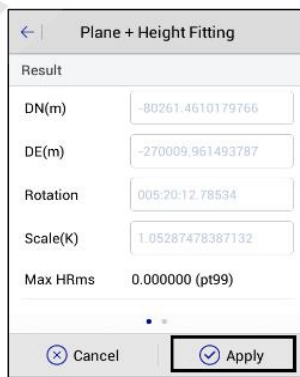 Plane + Height Fitting
Result
DN(m) -80261.4610179766
DE(m) -270009.961493787
Rotation 005:20:12.78534
Scale(K) 1.05287478387132
Max HRms 0.000000 (pt99)
Cancel Apply